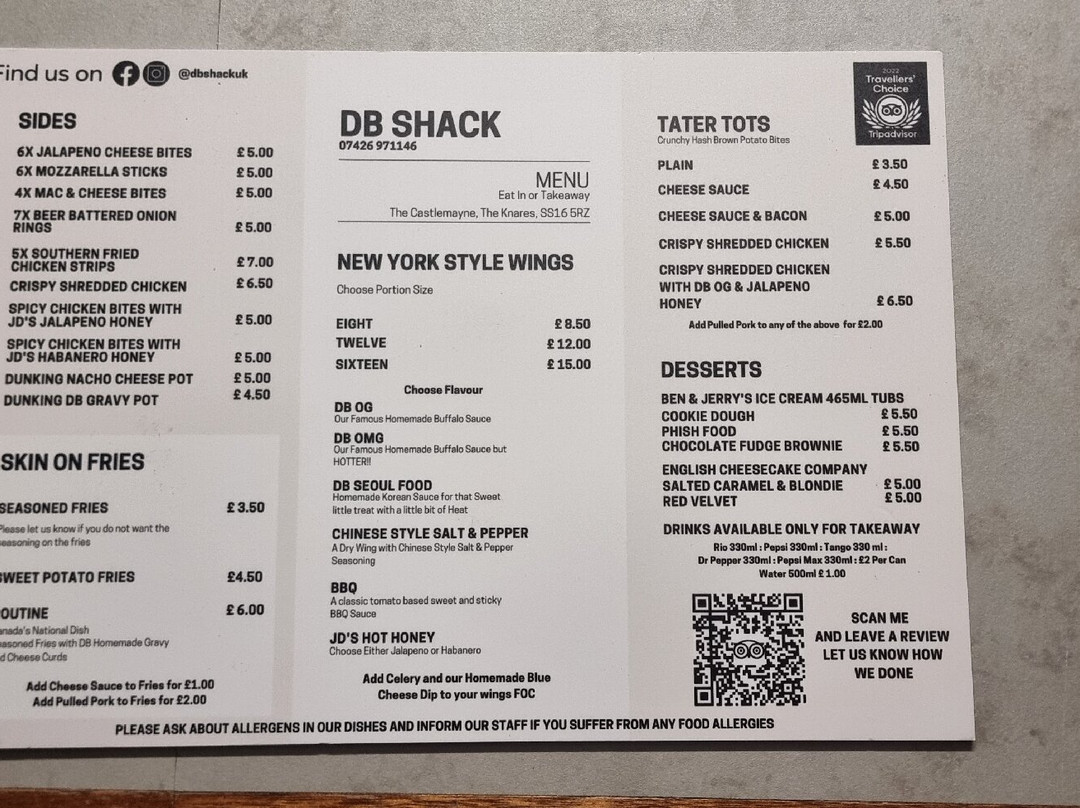 Find us on @dbshackuk
SIDES
6X JALAPENO CHEESE BITES £5.00
6X MOZZARELLA STICKS £5.00
4X MAC & CHEESE BITES £5.00
7X BEER BATTERED ONION
RINGS £5.00
5X SOUTHERN FRIED
CHICKEN STRIPS £7.00
CRISPY SHREDDED CHICKEN £6.50
SPICY CHICKEN BITES WITH
JD'S JALAPENO HONEY £5.00
SPICY CHICKEN BITES WITH
JD'S HABANERO HONEY £5.00
DUNKING NACHO CHEESE POT £5.00
DUNKING DB GRAVY POT £4.50
SKIN ON FRIES
SEASONED FRIES £3.50
Please let us know if you do not want the
seasoning on the fries
SWEET POTATO FRIES £4.50
OUTINE £6.00
anada's National Dish
easoned Fries with DB Homemade Gravy
d Cheese Curds
Add Cheese Sauce to Fries for £1.00
Add Pulled Pork to Fries for £2.00
DB SHACK
07426 971146
MENU
Eat In or Takeaway
The Castlemayne, The Knares, SS16 5RZ
NEW YORK STYLE WINGS
Choose Portion Size
EIGHT £8.50
TWELVE £12.00
SIXTEEN £15.00
Choose Flavour
DB OG
Our Famous Homemade Buffalo Sauce
DB OMG
Our Famous Homemade Buffalo Sauce but
HOTTER!!
DB SEOUL FOOD
Homemade Korean Sauce for that Sweet
little treat with a little bit of Heat
CHINESE STYLE SALT & PEPPER
A Dry Wing with Chinese Style Salt & Pepper
Seasoning
BBQ
A classic tomato based sweet and sticky
BBQ Sauce
JD'S HOT HONEY
Choose Either Jalapeno or Habanero
Add Celery and our Homemade Blue
Cheese Dip to your wings FOC
2022
Travellers'
Choice
Tripadvisor
TATER TOTS
Crunchy Hash Brown Potato Bites
PLAIN £3.50
CHEESE SAUCE £4.50
CHEESE SAUCE & BACON £5.00
CRISPY SHREDDED CHICKEN £5.50
CRISPY SHREDDED CHICKEN
WITH DB OG & JALAPENO
HONEY £6.50
Add Pulled Pork to any of the above for £2.00
DESSERTS
BEN & JERRY'S ICE CREAM 465ML TUBS
COOKIE DOUGH £5.50
PHISH FOOD £5.50
CHOCOLATE FUDGE BROWNIE £5.50
ENGLISH CHEESECAKE COMPANY
SALTED CARAMEL & BLONDIE £5.00
RED VELVET £5.00
DRINKS AVAILABLE ONLY FOR TAKEAWAY
Rio 330ml : Pepsi 330ml : Tango 330 ml :
Dr Pepper 330ml : Pepsi Max 330ml : £2 Per Can
Water 500ml £1.00
SCAN ME
AND LEAVE A REVIEW
LET US KNOW HOW
WE DONE
PLEASE ASK ABOUT ALLERGENS IN OUR DISHES AND INFORM OUR STAFF IF YOU SUFFER FROM ANY FOOD ALLERGIES